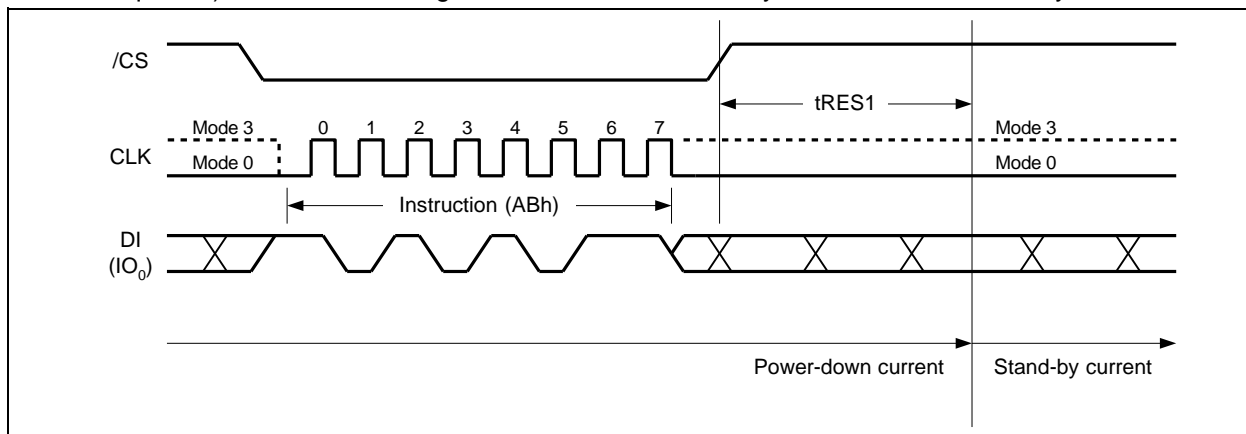 /CS
tRES1
Mode 3 0 1 2 3 4 5 6 7 Mode 3
CLK
Mode 0 Mode 0
Instruction (ABh)
DI
(IO0)
Power-down current Stand-by current